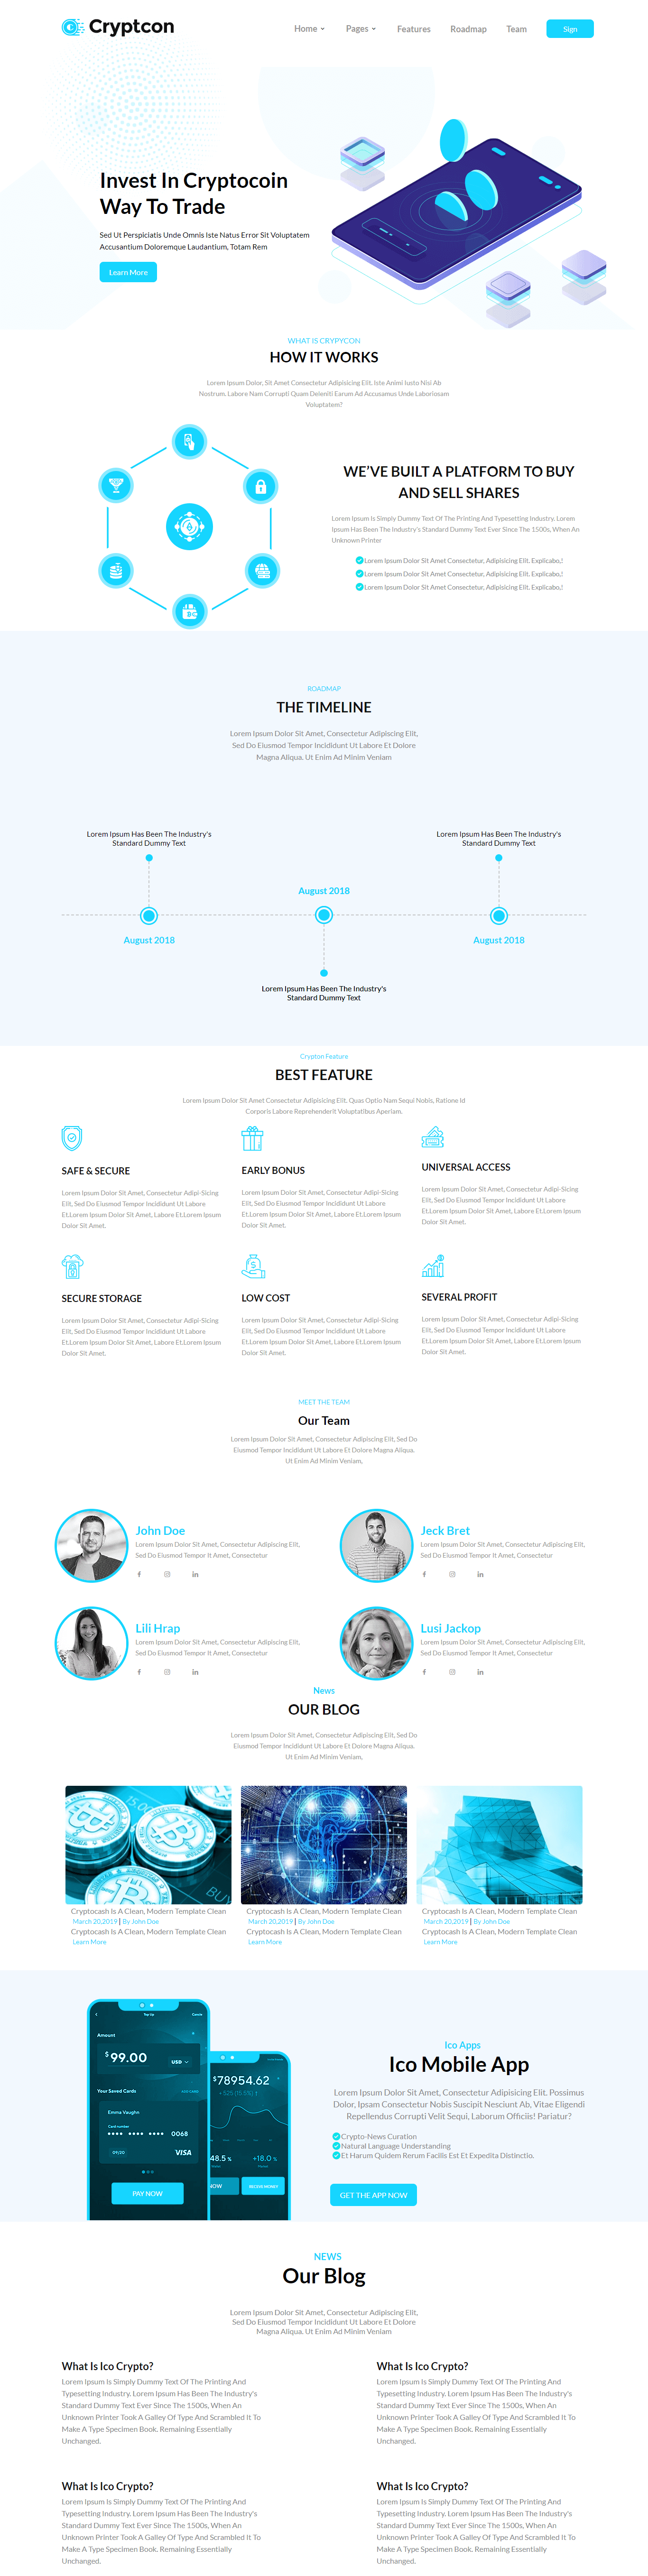 Cryptcon
Home Pages Features Roadmap Team Sign
Invest In Cryptocoin
Way To Trade
Sed Ut Perspiciatis Unde Omnis Iste Natus Error Sit Voluptatem
Accusantium Doloremque Laudantium, Totam Rem
Learn More
WHAT IS CRYPYCON
HOW IT WORKS
Lorem Ipsum Dolor, Sit Amet Consectetur Adipisicing Elit. Iste Animi Iusto Nisi Ab
Nostrum. Labore Nam Corrupti Quam Deleniti Earum Ad Accusamus Unde Laboriosam
Voluptatem?
WE'VE BUILT A PLATFORM TO BUY
AND SELL SHARES
Lorem Ipsum Is Simply Dummy Text Of The Printing And Typesetting Industry. Lorem
Ipsum Has Been The Industry's Standard Dummy Text Ever Since The 1500s, When An
Unknown Printer
Lorem Ipsum Dolor Sit Amet Consectetur, Adipisicing Elit. Explicabo,!
Lorem Ipsum Dolor Sit Amet Consectetur, Adipisicing Elit. Explicabo,!
Lorem Ipsum Dolor Sit Amet Consectetur, Adipisicing Elit. Explicabo,!
ROADMAP
THE TIMELINE
Lorem Ipsum Dolor Sit Amet, Consectetur Adipiscing Elit,
Sed Do Eiusmod Tempor Incididunt Ut Labore Et Dolore
Magna Aliqua. Ut Enim Ad Minim Veniam
Lorem Ipsum Has Been The Industry's
Standard Dummy Text
August 2018
August 2018
Lorem Ipsum Has Been The Industry's
Standard Dummy Text
Lorem Ipsum Has Been The Industry's
Standard Dummy Text
August 2018
Crypton Feature
BEST FEATURE
Lorem Ipsum Dolor Sit Amet Consectetur Adipisicing Elit. Quas Optio Nam Sequi Nobis, Ratione Id
Corporis Labore Reprehenderit Voluptatibus Aperiam.
SAFE & SECURE
Lorem Ipsum Dolor Sit Amet, Consectetur Adipi-Sicing
Elit, Sed Do Eiusmod Tempor Incididunt Ut Labore
Et.Lorem Ipsum Dolor Sit Amet, Labore Et.Lorem Ipsum
Dolor Sit Amet.
EARLY BONUS
Lorem Ipsum Dolor Sit Amet, Consectetur Adipi-Sicing
Elit, Sed Do Eiusmod Tempor Incididunt Ut Labore
Et.Lorem Ipsum Dolor Sit Amet, Labore Et.Lorem Ipsum
Dolor Sit Amet.
UNIVERSAL ACCESS
Lorem Ipsum Dolor Sit Amet, Consectetur Adipi-Sicing
Elit, Sed Do Eiusmod Tempor Incididunt Ut Labore
Et.Lorem Ipsum Dolor Sit Amet, Labore Et.Lorem Ipsum
Dolor Sit Amet.
SECURE STORAGE
Lorem Ipsum Dolor Sit Amet, Consectetur Adipi-Sicing
Elit, Sed Do Eiusmod Tempor Incididunt Ut Labore
Et.Lorem Ipsum Dolor Sit Amet, Labore Et.Lorem Ipsum
Dolor Sit Amet.
LOW COST
Lorem Ipsum Dolor Sit Amet, Consectetur Adipi-Sicing
Elit, Sed Do Eiusmod Tempor Incididunt Ut Labore
Et.Lorem Ipsum Dolor Sit Amet, Labore Et.Lorem Ipsum
Dolor Sit Amet.
SEVERAL PROFIT
Lorem Ipsum Dolor Sit Amet, Consectetur Adipi-Sicing
Elit, Sed Do Eiusmod Tempor Incididunt Ut Labore
Et.Lorem Ipsum Dolor Sit Amet, Labore Et.Lorem Ipsum
Dolor Sit Amet.
MEET THE TEAM
Our Team
Lorem Ipsum Dolor Sit Amet, Consectetur Adipiscing Elit, Sed Do
Eiusmod Tempor Incididunt Ut Labore Et Dolore Magna Aliqua.
Ut Enim Ad Minim Veniam,
John Doe
Lorem Ipsum Dolor Sit Amet, Consectetur Adipiscing Elit,
Sed Do Eiusmod Tempor It Amet, Consectetur
Jeck Bret
Lorem Ipsum Dolor Sit Amet, Consectetur Adipiscing Elit,
Sed Do Eiusmod Tempor It Amet, Consectetur
Lili Hrap
Lorem Ipsum Dolor Sit Amet, Consectetur Adipiscing Elit,
Sed Do Eiusmod Tempor It Amet, Consectetur
Lusi Jackop
Lorem Ipsum Dolor Sit Amet, Consectetur Adipiscing Elit,
Sed Do Eiusmod Tempor It Amet, Consectetur
News
OUR BLOG
Lorem Ipsum Dolor Sit Amet, Consectetur Adipiscing Elit, Sed Do
Eiusmod Tempor Incididunt Ut Labore Et Dolore Magna Aliqua.
Ut Enim Ad Minim Veniam,
Cryptocash Is A Clean, Modern Template Clean
March 20,2019 | By John Doe
Cryptocash Is A Clean, Modern Template Clean
Learn More
Cryptocash Is A Clean, Modern Template Clean
March 20,2019 | By John Doe
Cryptocash Is A Clean, Modern Template Clean
Learn More
Cryptocash Is A Clean, Modern Template Clean
March 20,2019 | By John Doe
Cryptocash Is A Clean, Modern Template Clean
Learn More
Top Up Cancle
Amount
$99.00 USD
Your Saved Cards ADD CARD
Emma Vaughn
Card number
•••• •••• •••• 0068
09/20 VISA
PAY NOW
$78954.62
+ 525 (15.5%) ↑
48.5 % +18.0 %
NOW RECEIVE MONEY
Ico Apps
Ico Mobile App
Lorem Ipsum Dolor Sit Amet, Consectetur Adipisicing Elit. Possimus
Dolor, Ipsam Consectetur Nobis Suscipit Nesciunt Ab, Vitae Eligendi
Repellendus Corrupti Velit Sequi, Laborum Officiis! Pariatur?
Crypto-News Curation
Natural Language Understanding
Et Harum Quidem Rerum Facilis Est Et Expedita Distinctio.
GET THE APP NOW
NEWS
Our Blog
Lorem Ipsum Dolor Sit Amet, Consectetur Adipiscing Elit,
Sed Do Eiusmod Tempor Incididunt Ut Labore Et Dolore
Magna Aliqua. Ut Enim Ad Minim Veniam
What Is Ico Crypto?
Lorem Ipsum Is Simply Dummy Text Of The Printing And
Typesetting Industry. Lorem Ipsum Has Been The Industry's
Standard Dummy Text Ever Since The 1500s, When An
Unknown Printer Took A Galley Of Type And Scrambled It To
Make A Type Specimen Book. Remaining Essentially
Unchanged.
What Is Ico Crypto?
Lorem Ipsum Is Simply Dummy Text Of The Printing And
Typesetting Industry. Lorem Ipsum Has Been The Industry's
Standard Dummy Text Ever Since The 1500s, When An
Unknown Printer Took A Galley Of Type And Scrambled It To
Make A Type Specimen Book. Remaining Essentially
Unchanged.
What Is Ico Crypto?
Lorem Ipsum Is Simply Dummy Text Of The Printing And
Typesetting Industry. Lorem Ipsum Has Been The Industry's
Standard Dummy Text Ever Since The 1500s, When An
Unknown Printer Took A Galley Of Type And Scrambled It To
Make A Type Specimen Book. Remaining Essentially
Unchanged.
What Is Ico Crypto?
Lorem Ipsum Is Simply Dummy Text Of The Printing And
Typesetting Industry. Lorem Ipsum Has Been The Industry's
Standard Dummy Text Ever Since The 1500s, When An
Unknown Printer Took A Galley Of Type And Scrambled It To
Make A Type Specimen Book. Remaining Essentially
Unchanged.